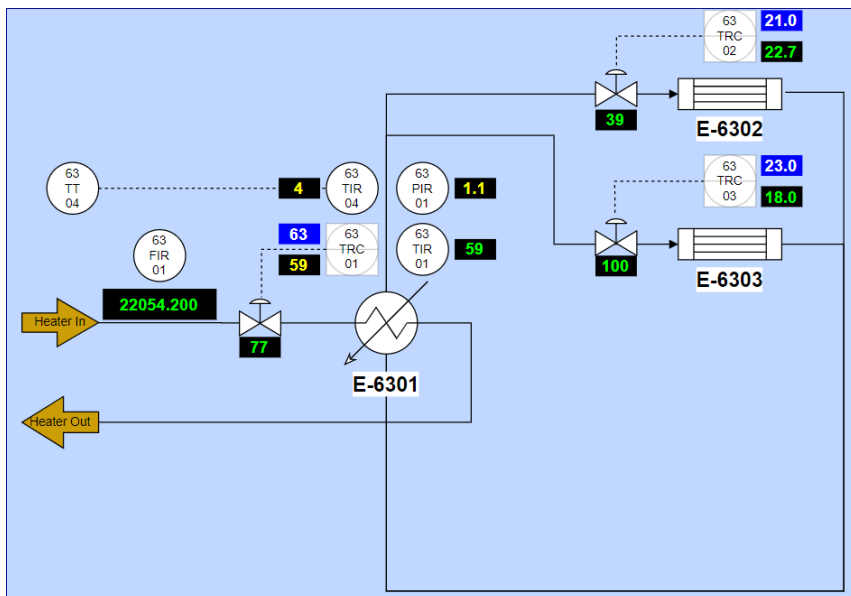 63
TRC
02
21.0
22.7
39
E-6302
63
TT
04
4
63
TIR
04
63
PIR
01
1.1
63
TRC
03
23.0
18.0
63
FIR
01
63
59
63
TRC
01
63
TIR
01
59
100
E-6303
22054.200
Heater In
77
E-6301
Heater Out